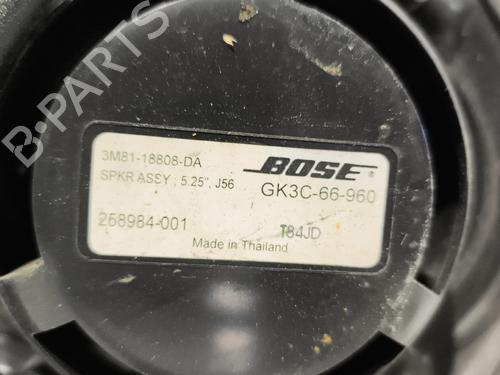 B-PARTS
3M81-18808-DA
SPKR ASSY ; 5.25", J56
BOSE®
GK3C-66-960
258984-001
T84JD
Made in Thailand